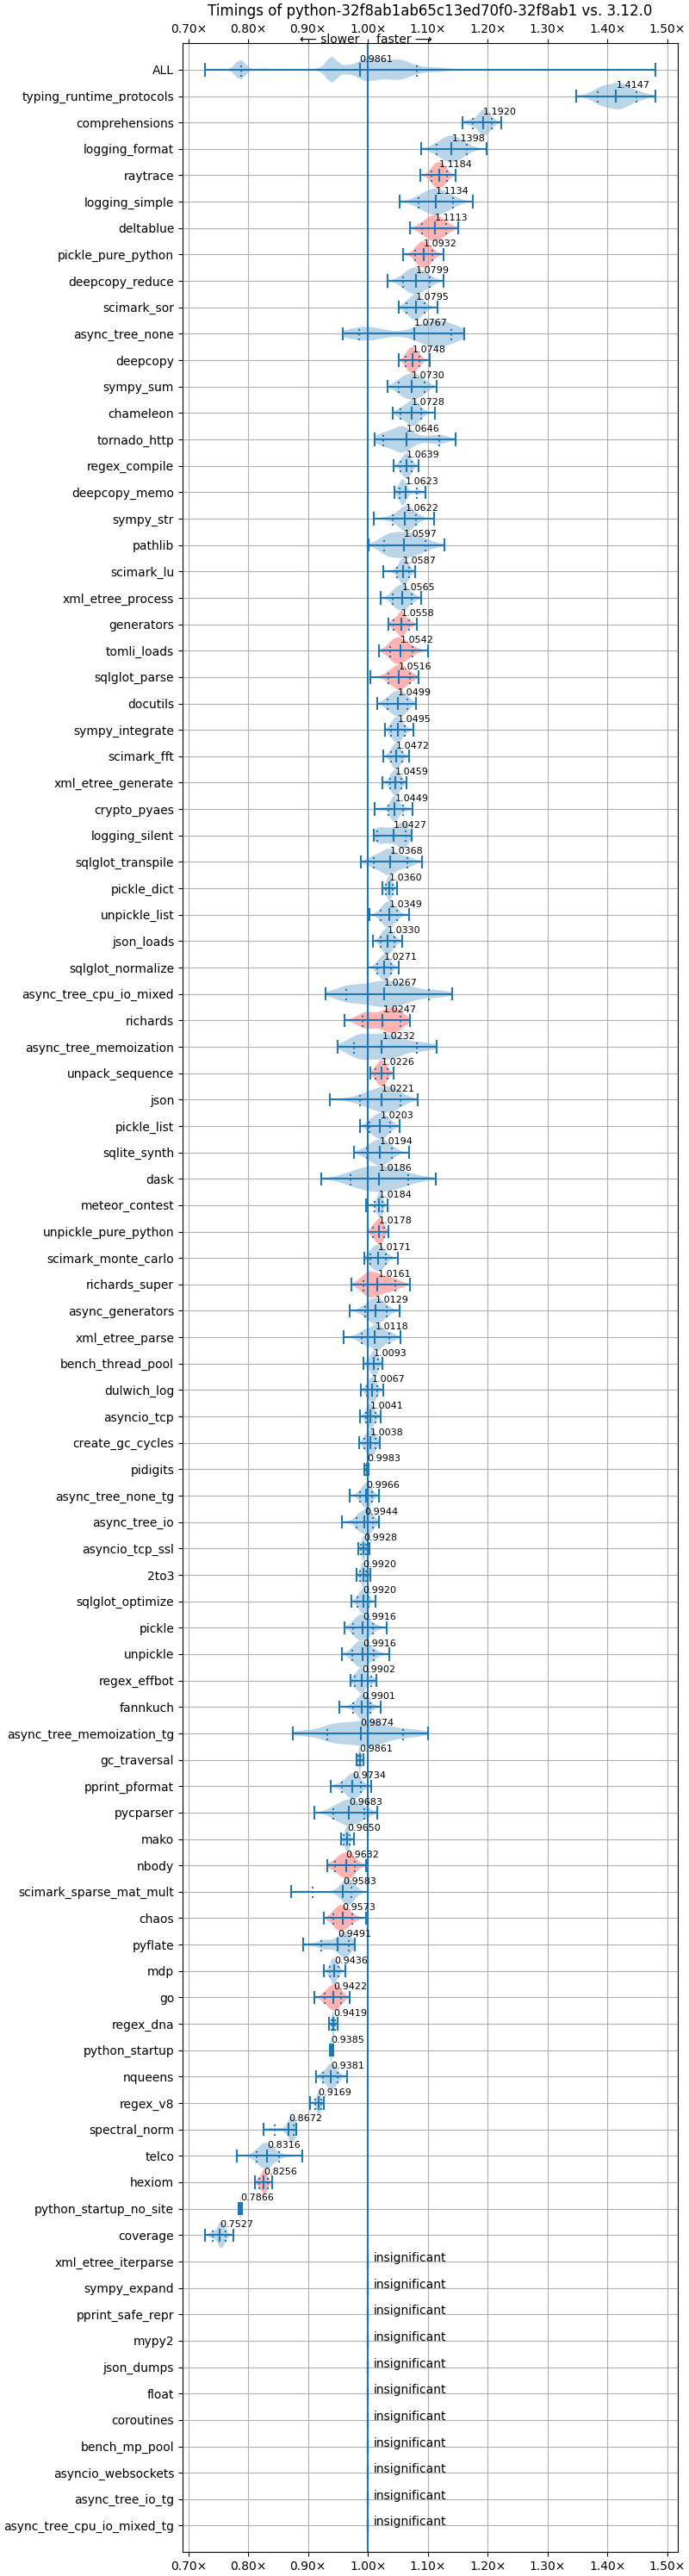 Timings of python-32f8ab1ab65c13ed70f0-32f8ab1 vs. 3.12.0
0.70× 0.80× 0.90× 1.00× 1.10× 1.20× 1.30× 1.40× 1.50×
⟵ slower faster ⟶
ALL 0.9861
typing_runtime_protocols 1.4147
comprehensions 1.1920
logging_format 1.1398
raytrace 1.1184
logging_simple 1.1134
deltablue 1.1113
pickle_pure_python 1.0932
deepcopy_reduce 1.0799
scimark_sor 1.0795
async_tree_none 1.0767
deepcopy 1.0748
sympy_sum 1.0730
chameleon 1.0728
tornado_http 1.0646
regex_compile 1.0639
deepcopy_memo 1.0623
sympy_str 1.0622
pathlib 1.0597
scimark_lu 1.0587
xml_etree_process 1.0565
generators 1.0558
tomli_loads 1.0542
sqlglot_parse 1.0516
docutils 1.0499
sympy_integrate 1.0495
scimark_fft 1.0472
xml_etree_generate 1.0459
crypto_pyaes 1.0449
logging_silent 1.0427
sqlglot_transpile 1.0368
pickle_dict 1.0360
unpickle_list 1.0349
json_loads 1.0330
sqlglot_normalize 1.0271
async_tree_cpu_io_mixed 1.0267
richards 1.0247
async_tree_memoization 1.0232
unpack_sequence 1.0226
json 1.0221
pickle_list 1.0203
sqlite_synth 1.0194
dask 1.0186
meteor_contest 1.0184
unpickle_pure_python 1.0178
scimark_monte_carlo 1.0171
richards_super 1.0161
async_generators 1.0129
xml_etree_parse 1.0118
bench_thread_pool 1.0093
dulwich_log 1.0067
asyncio_tcp 1.0041
create_gc_cycles 1.0038
pidigits 0.9983
async_tree_none_tg 0.9966
async_tree_io 0.9944
asyncio_tcp_ssl 0.9928
2to3 0.9920
sqlglot_optimize 0.9920
pickle 0.9916
unpickle 0.9916
regex_effbot 0.9902
fannkuch 0.9901
async_tree_memoization_tg 0.9874
gc_traversal 0.9861
pprint_pformat 0.9734
pycparser 0.9683
mako 0.9650
nbody 0.9632
scimark_sparse_mat_mult 0.9583
chaos 0.9573
pyflate 0.9491
mdp 0.9436
go 0.9422
regex_dna 0.9419
python_startup 0.9385
nqueens 0.9381
regex_v8 0.9169
spectral_norm 0.8672
telco 0.8316
hexiom 0.8256
python_startup_no_site 0.7866
coverage 0.7527
xml_etree_iterparse insignificant
sympy_expand insignificant
pprint_safe_repr insignificant
mypy2 insignificant
json_dumps insignificant
float insignificant
coroutines insignificant
bench_mp_pool insignificant
asyncio_websockets insignificant
async_tree_io_tg insignificant
async_tree_cpu_io_mixed_tg insignificant
0.70× 0.80× 0.90× 1.00× 1.10× 1.20× 1.30× 1.40× 1.50×